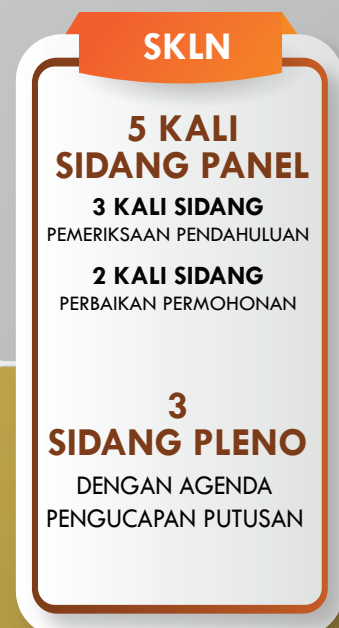 SKLN
5 KALI
SIDANG PANEL
3 KALI SIDANG
PEMERIKSAAN PENDAHULUAN
2 KALI SIDANG
PERBAIKAN PERMOHONAN
3
SIDANG PLENO
DENGAN AGENDA
PENGUCAPAN PUTUSAN